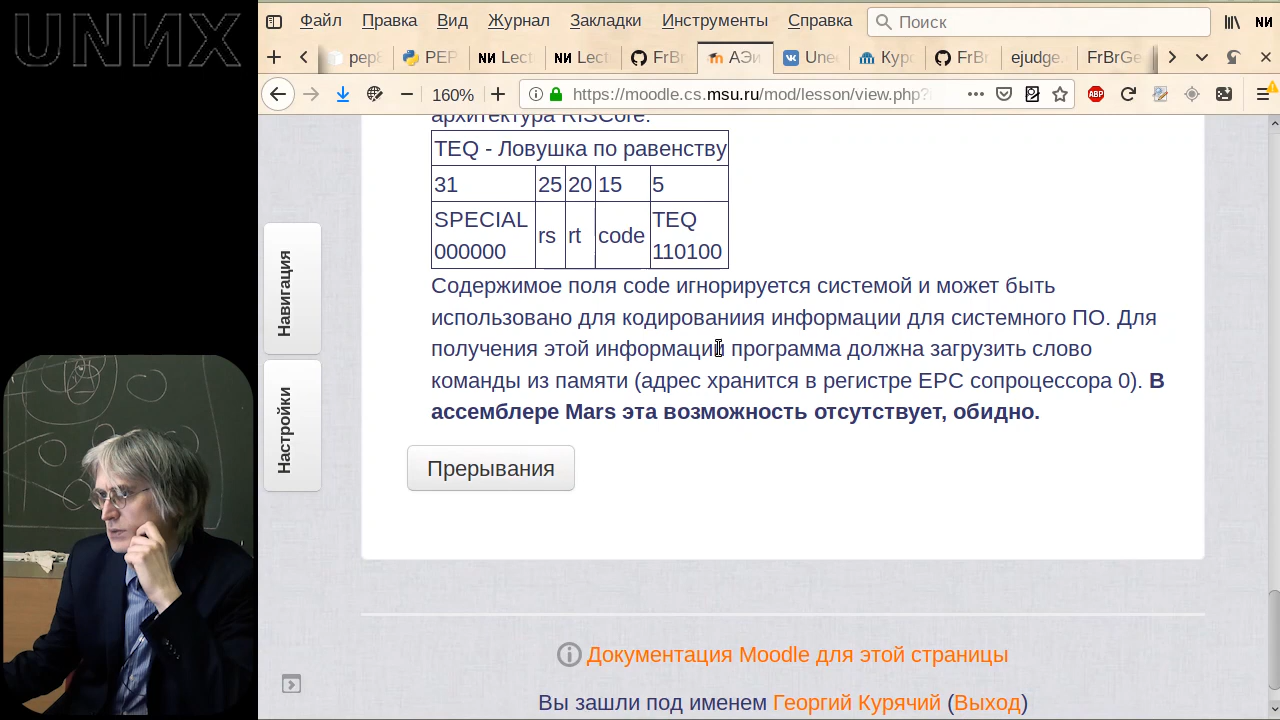 UNИX
Файл Правка Вид Журнал Закладки Инструменты Справка Поиск
pep8 PEP Lect Lect FrBr АЭи Une Курс FrBr ejudge. FrBrGe
160% https://moodle.cs.msu.ru/mod/lesson/view.php?
архитектура RISCore.
TEQ - Ловушка по равенству
31 25 20 15 5
SPECIAL 000000 rs rt code TEQ 110100
Содержимое поля code игнорируется системой и может быть
использовано для кодированиия информации для системного ПО. Для
получения этой информации программа должна загрузить слово
команды из памяти (адрес хранится в регистре EPC сопроцессора 0). В
ассемблере Mars эта возможность отсутствует, обидно.
Прерывания
Навигация
Настройки
Документация Moodle для этой страницы
Вы зашли под именем Георгий Курячий (Выход)